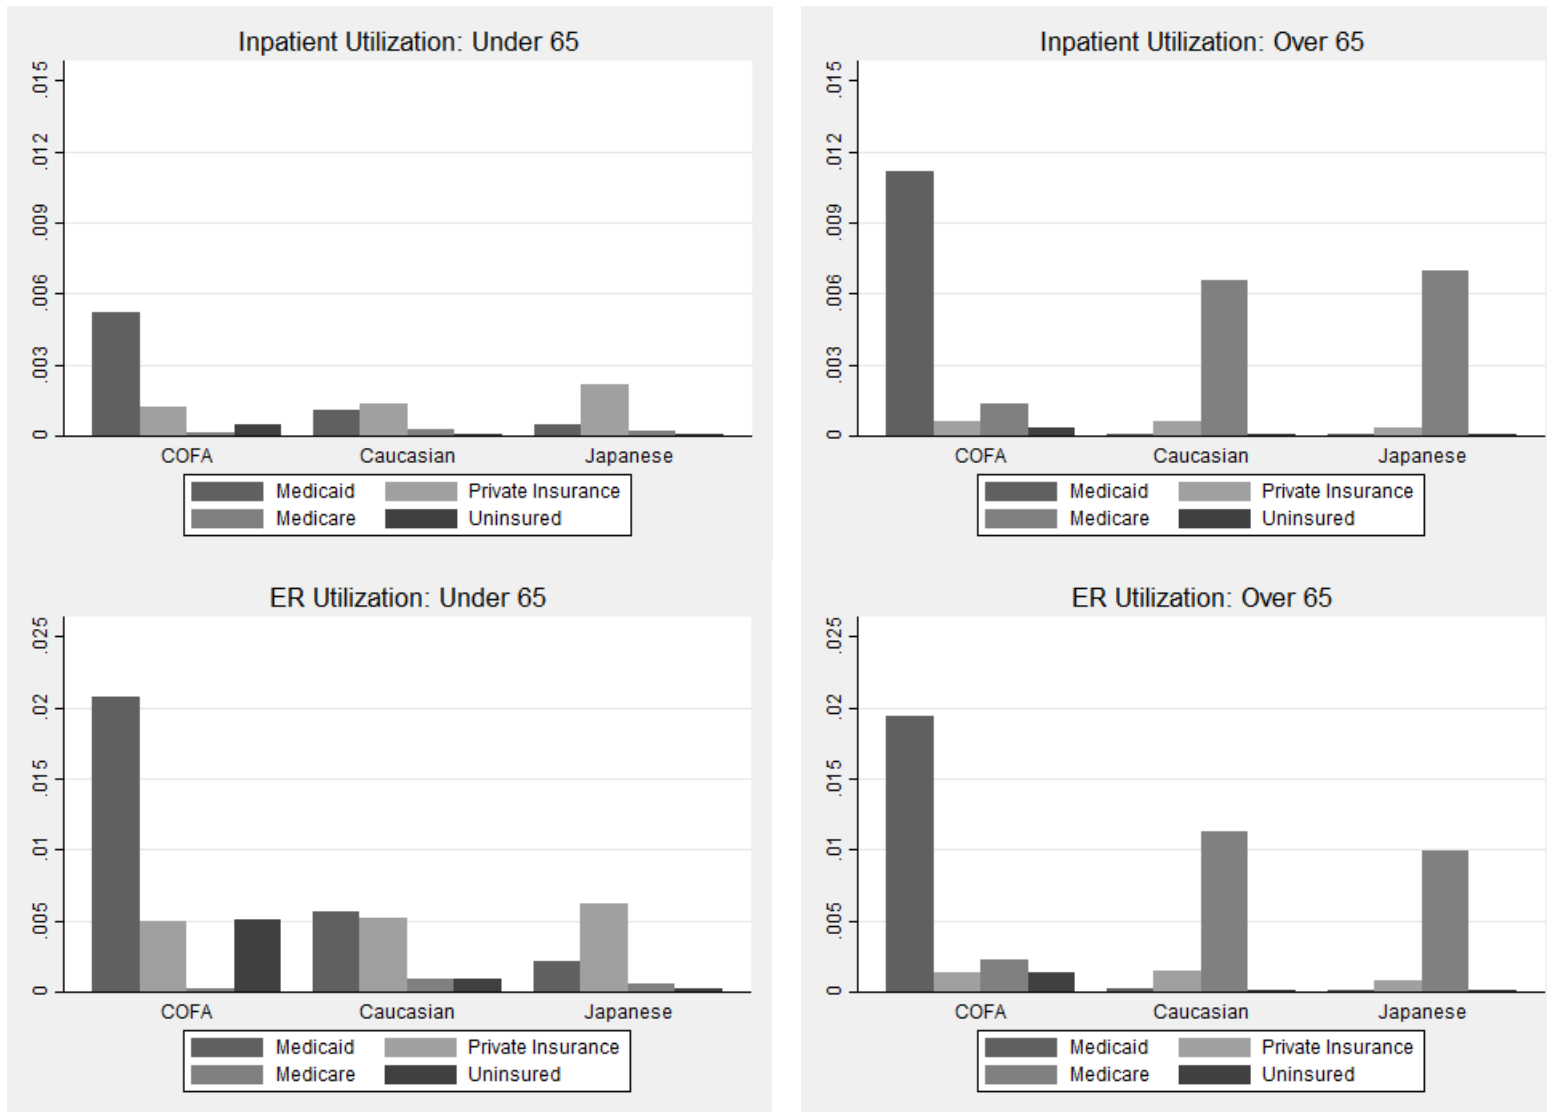 Inpatient Utilization: Under 65
.015
.012
.009
.006
.003
0
COFA Caucasian Japanese
Medicaid Private Insurance
Medicare Uninsured
Inpatient Utilization: Over 65
.015
.012
.009
.006
.003
0
COFA Caucasian Japanese
Medicaid Private Insurance
Medicare Uninsured
ER Utilization: Under 65
.025
.02
.015
.01
.005
0
COFA Caucasian Japanese
Medicaid Private Insurance
Medicare Uninsured
ER Utilization: Over 65
.025
.02
.015
.01
.005
0
COFA Caucasian Japanese
Medicaid Private Insurance
Medicare Uninsured